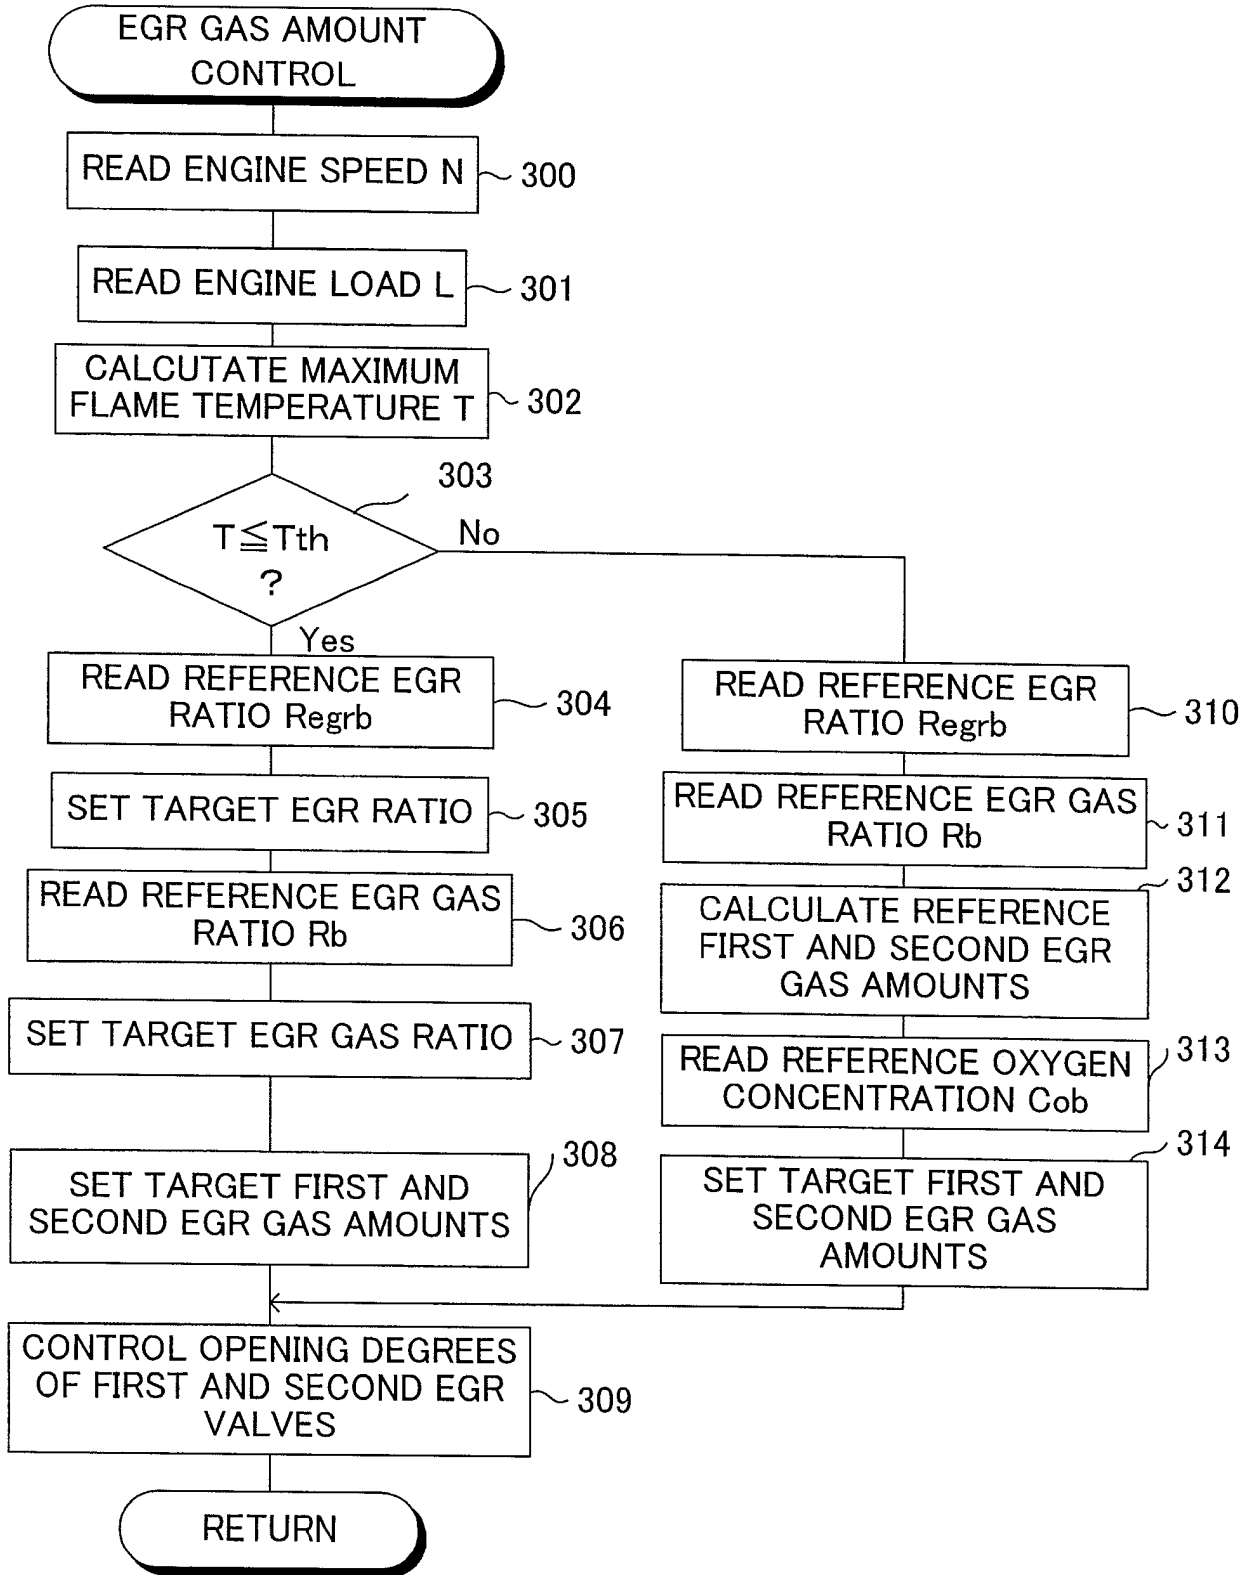 EGR GAS AMOUNT
CONTROL
READ ENGINE SPEED N
300
READ ENGINE LOAD L
301
CALCUTATE MAXIMUM
FLAME TEMPERATURE T
302
303
T≦Tth
?
No
Yes
READ REFERENCE EGR
RATIO Regrb
304
SET TARGET EGR RATIO
305
READ REFERENCE EGR GAS
RATIO Rb
306
SET TARGET EGR GAS RATIO
307
308
SET TARGET FIRST AND
SECOND EGR GAS AMOUNTS
READ REFERENCE EGR
RATIO Regrb
310
READ REFERENCE EGR GAS
RATIO Rb
311
312
CALCULATE REFERENCE
FIRST AND SECOND EGR
GAS AMOUNTS
READ REFERENCE OXYGEN
CONCENTRATION Cob
313
314
SET TARGET FIRST AND
SECOND EGR GAS
AMOUNTS
CONTROL OPENING DEGREES
OF FIRST AND SECOND EGR
VALVES
309
RETURN